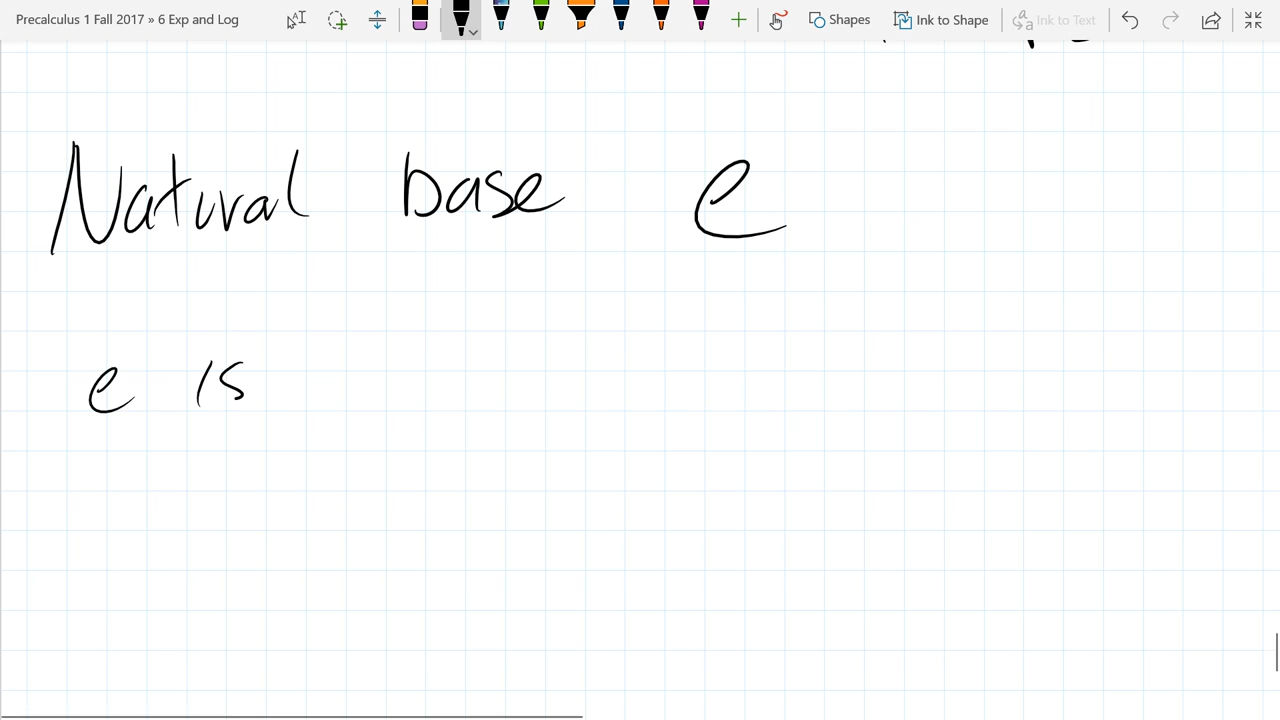 Precalculus 1 Fall 2017 » 6 Exp and Log Shapes Ink to Shape Ink to Text
Natural base e
e is